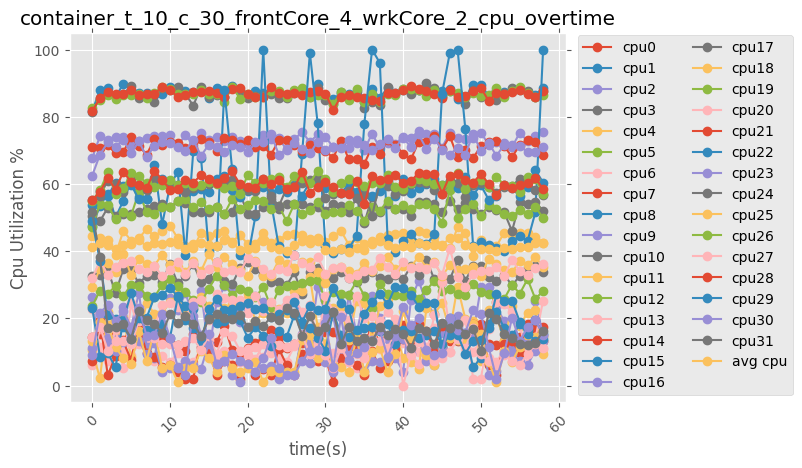 container_t_10_c_30_frontCore_4_wrkCore_2_cpu_overtime
Cpu Utilization %
100
80
60
40
20
0
0
10
20
30
40
50
60
time(s)
cpu0
cpu1
cpu2
cpu3
cpu4
cpu5
cpu6
cpu7
cpu8
cpu9
cpu10
cpu11
cpu12
cpu13
cpu14
cpu15
cpu16
cpu17
cpu18
cpu19
cpu20
cpu21
cpu22
cpu23
cpu24
cpu25
cpu26
cpu27
cpu28
cpu29
cpu30
cpu31
avg cpu